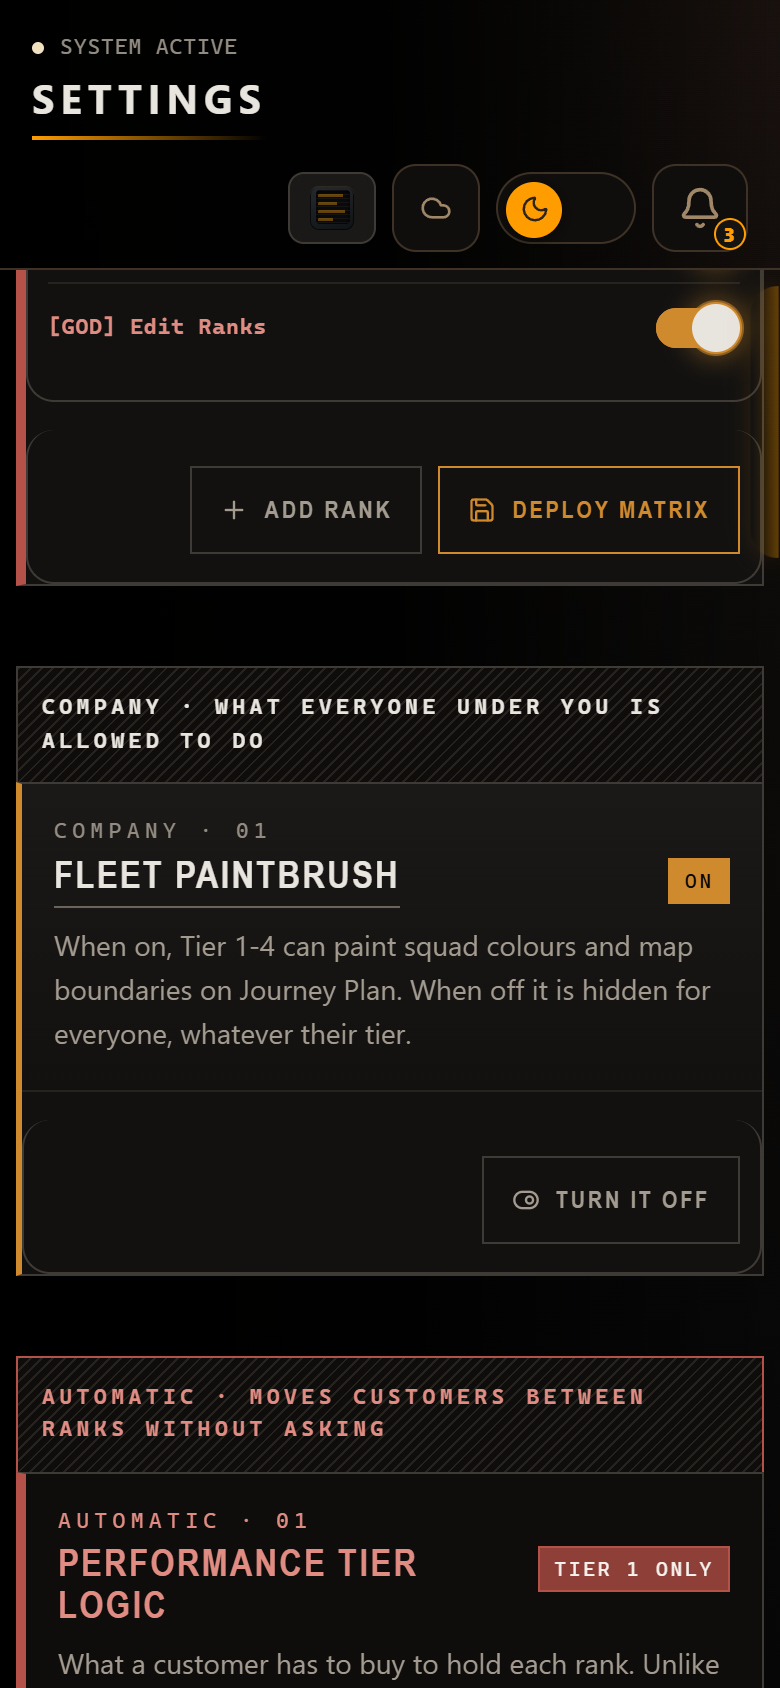 SYSTEM ACTIVE
SETTINGS
3
[GOD] Edit Ranks
ADD RANK
DEPLOY MATRIX
COMPANY · WHAT EVERYONE UNDER YOU IS
ALLOWED TO DO
COMPANY · 01
FLEET PAINTBRUSH
ON
When on, Tier 1-4 can paint squad colours and map
boundaries on Journey Plan. When off it is hidden for
everyone, whatever their tier.
TURN IT OFF
AUTOMATIC · MOVES CUSTOMERS BETWEEN
RANKS WITHOUT ASKING
AUTOMATIC · 01
PERFORMANCE TIER
LOGIC
TIER 1 ONLY
What a customer has to buy to hold each rank. Unlike